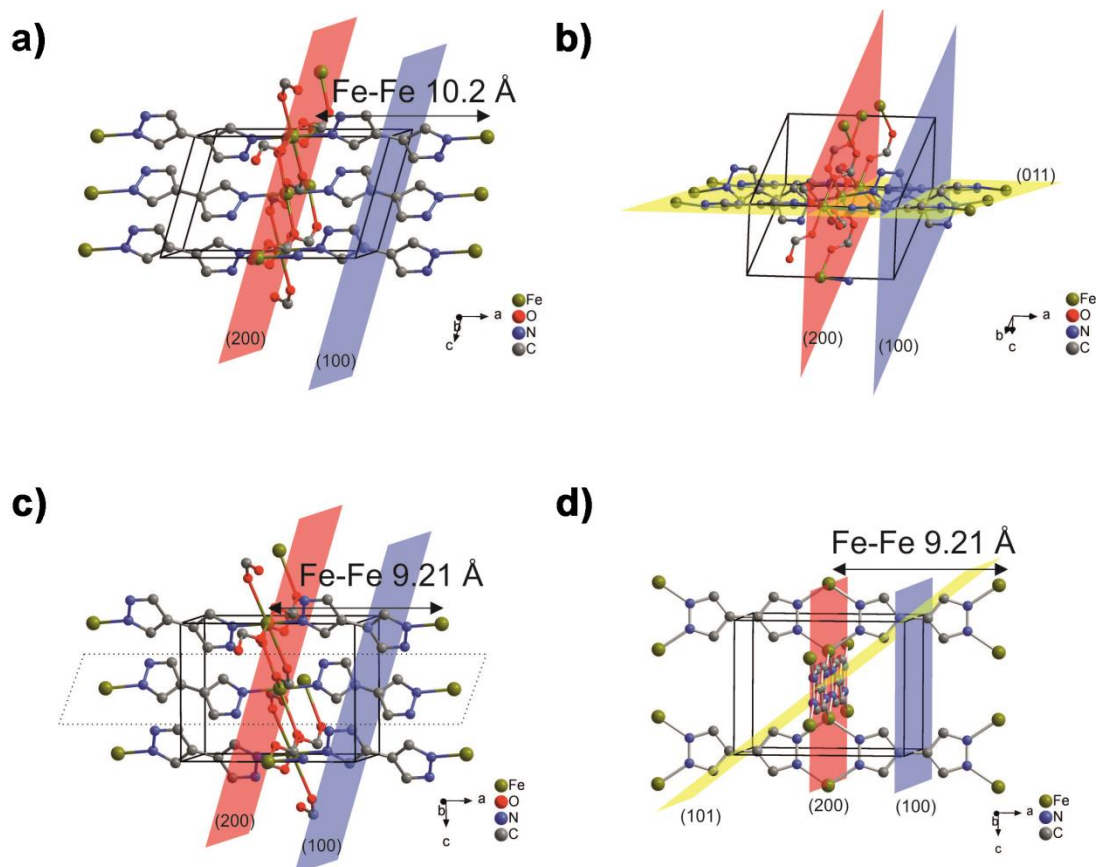 a)
Fe-Fe 10.2 Å
(200)
(100)
b
a
c
Fe
O
N
C
b)
(011)
(200)
(100)
a
b
c
Fe
O
N
C
c)
Fe-Fe 9.21 Å
(200)
(100)
b
a
c
Fe
O
N
C
d)
Fe-Fe 9.21 Å
(101)
(200)
(100)
b
a
c
Fe
N
C